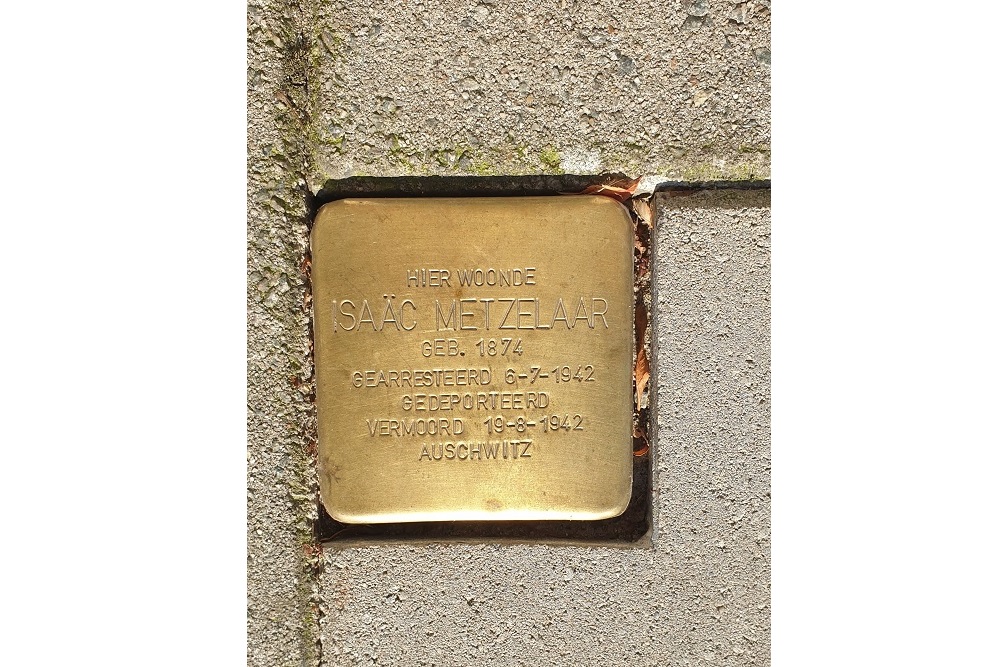 HIER WOONDE
ISAÄC METZELAAR
GEB. 1874
GEARRESTEERD 6-7-1942
GEDEPORTEERD
VERMOORD 19-8-1942
AUSCHWITZ